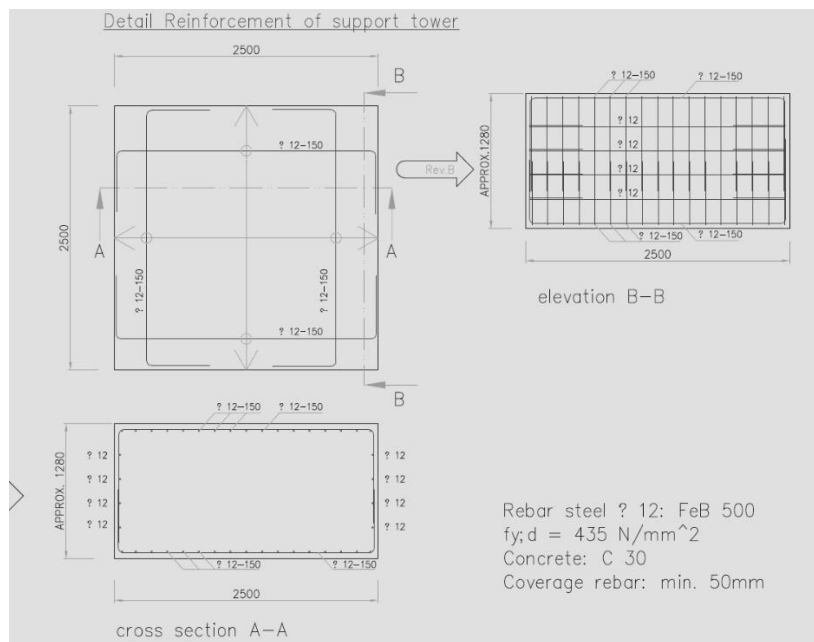 Detail Reinforcement of support tower
2500
B
2500
? 12-150
A
A
? 12-150
? 12-150
? 12-150
B
Rev.B
? 12-150
? 12-150
APPROX.1280
? 12
? 12
? 12
? 12
? 12-150
? 12-150
2500
elevation B-B
? 12-150
? 12-150
APPROX. 1280
? 12
? 12
? 12
? 12
? 12
? 12
? 12
? 12
? 12-150
? 12-150
2500
cross section A-A
Rebar steel ? 12: FeB 500
fy;d = 435 N/mm^2
Concrete: C 30
Coverage rebar: min. 50mm